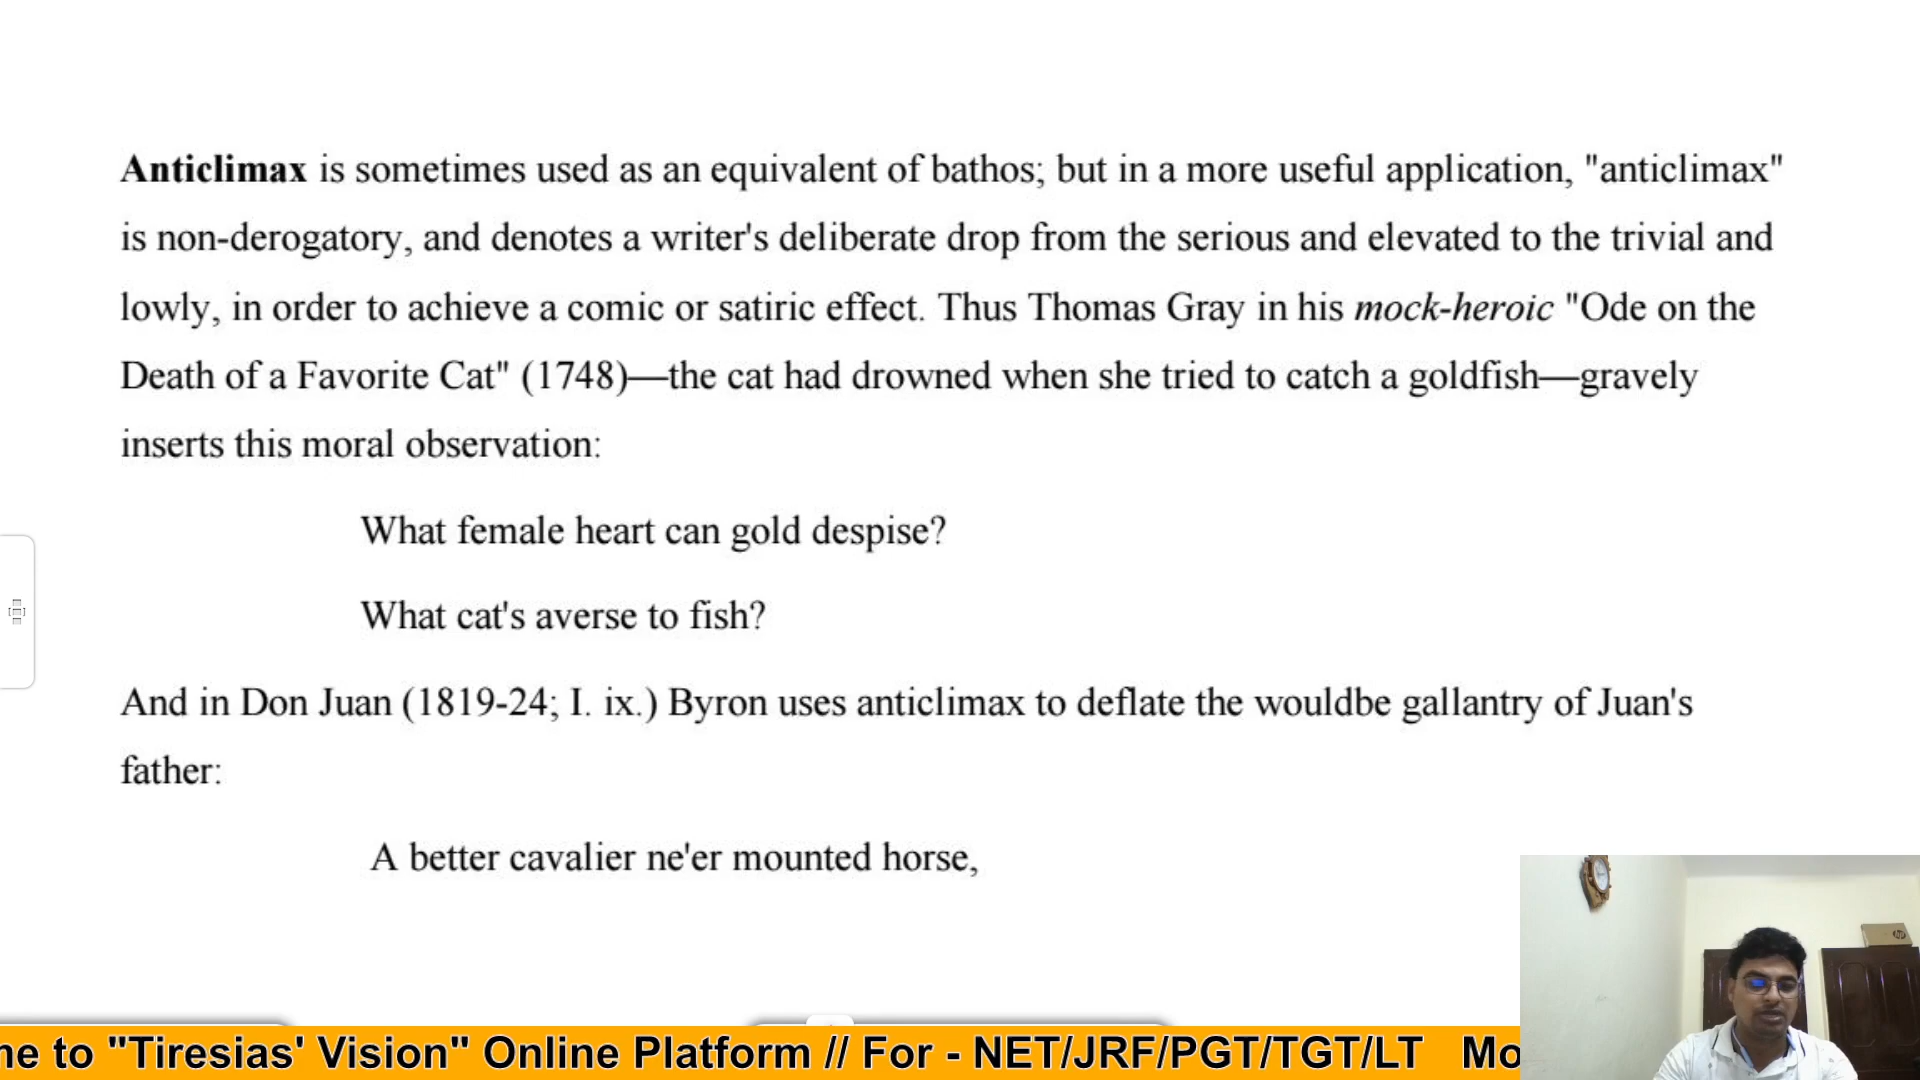 Anticlimax is sometimes used as an equivalent of bathos; but in a more useful application, "anticlimax"
is non-derogatory, and denotes a writer's deliberate drop from the serious and elevated to the trivial and
lowly, in order to achieve a comic or satiric effect. Thus Thomas Gray in his mock-heroic "Ode on the
Death of a Favorite Cat" (1748)—the cat had drowned when she tried to catch a goldfish—gravely
inserts this moral observation:
What female heart can gold despise?
What cat's averse to fish?
And in Don Juan (1819-24; I. ix.) Byron uses anticlimax to deflate the wouldbe gallantry of Juan's
father:
A better cavalier ne'er mounted horse,
me to "Tiresias' Vision" Online Platform // For - NET/JRF/PGT/TGT/LT Mo